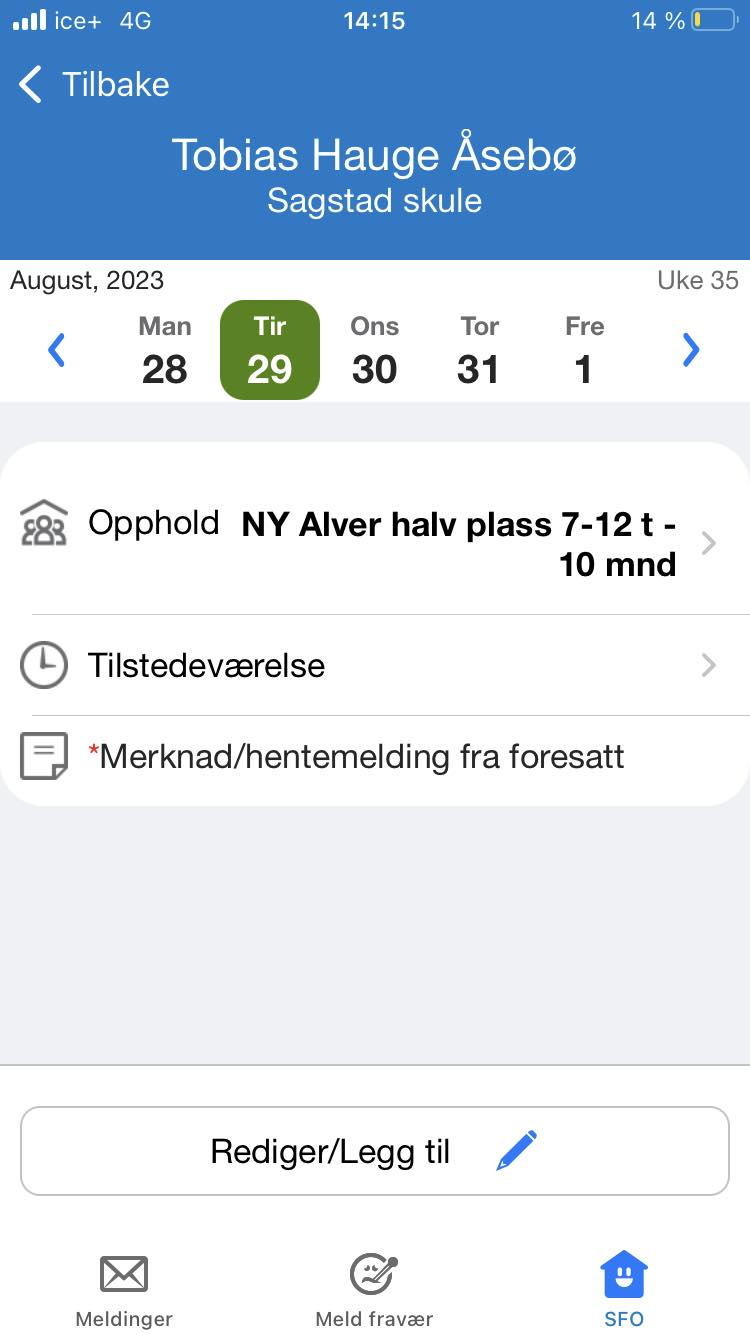 ice+ 4G 14:15 14 %
Tilbake
Tobias Hauge Åsebø
Sagstad skule
August, 2023 Uke 35
Man Tir Ons Tor Fre
28 29 30 31 1
Opphold NY Alver halv plass 7-12 t -
10 mnd
Tilstedeværelse
*Merknad/hentemelding fra foresatt
Rediger/Legg til
Meldinger Meld fravær SFO